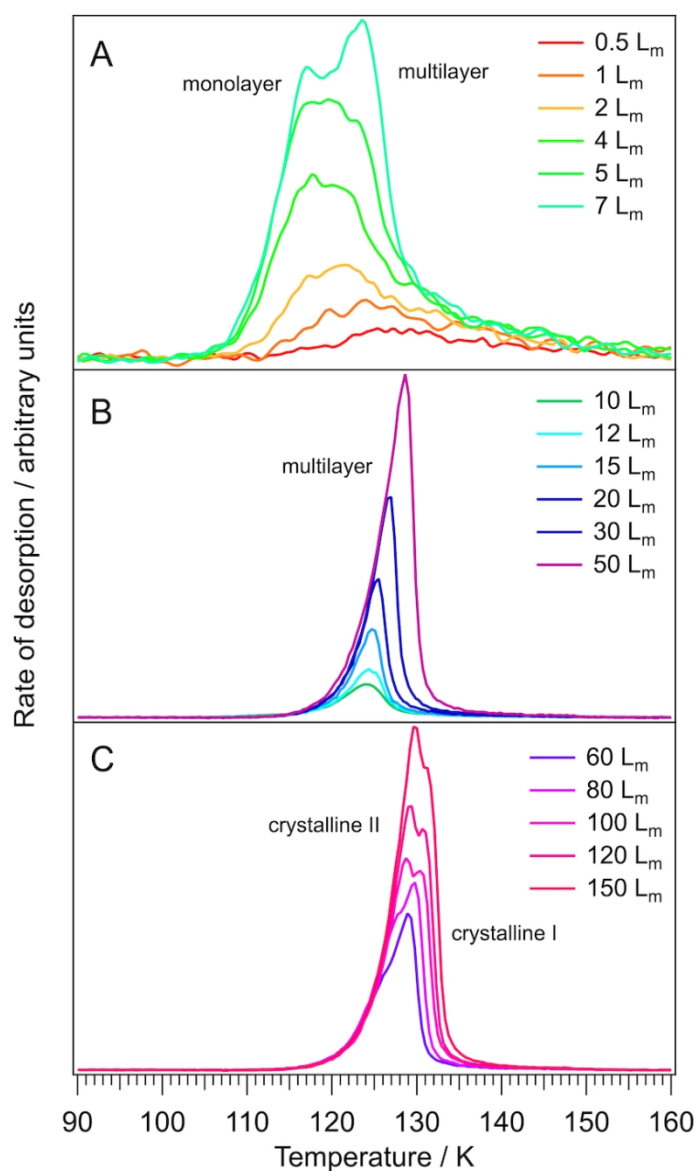 A
monolayer
multilayer
0.5 Lm
1 Lm
2 Lm
4 Lm
5 Lm
7 Lm
B
multilayer
10 Lm
12 Lm
15 Lm
20 Lm
30 Lm
50 Lm
C
crystalline II
crystalline I
60 Lm
80 Lm
100 Lm
120 Lm
150 Lm
Rate of desorption / arbitrary units
90 100 110 120 130 140 150 160
Temperature / K